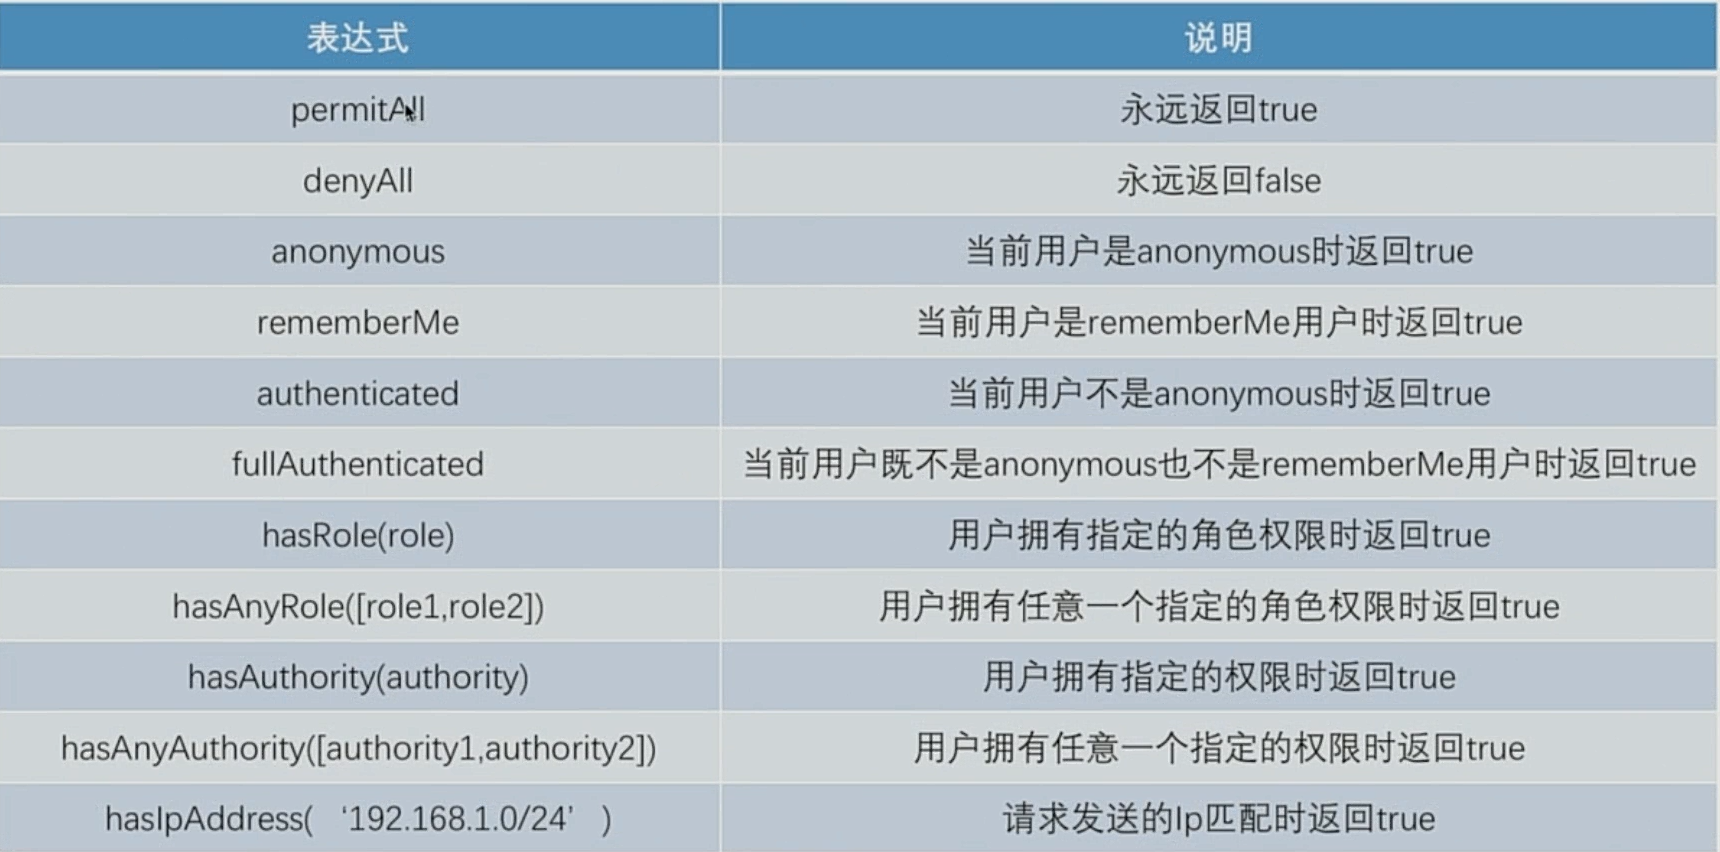 表达式 说明
permitAll 永远返回true
denyAll 永远返回false
anonymous 当前用户是anonymous时返回true
rememberMe 当前用户是rememberMe用户时返回true
authenticated 当前用户不是anonymous时返回true
fullAuthenticated 当前用户既不是anonymous也不是rememberMe用户时返回true
hasRole(role) 用户拥有指定的角色权限时返回true
hasAnyRole([role1,role2]) 用户拥有任意一个指定的角色权限时返回true
hasAuthority(authority) 用户拥有指定的权限时返回true
hasAnyAuthority([authority1,authority2]) 用户拥有任意一个指定的权限时返回true
hasIpAddress( ‘192.168.1.0/24’ ) 请求发送的Ip匹配时返回true